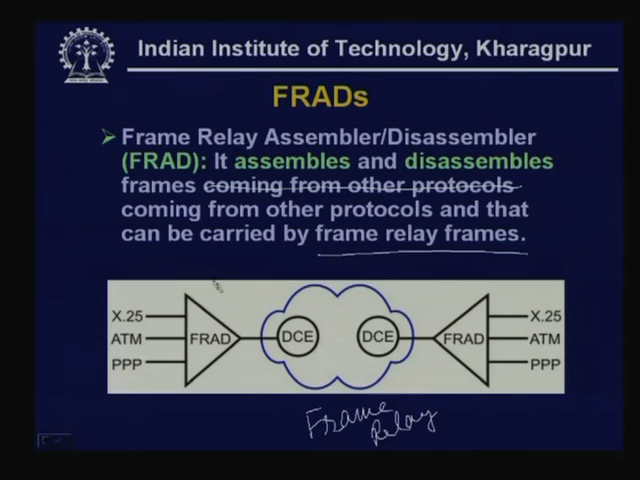 Indian Institute of Technology, Kharagpur
FRADs
Frame Relay Assembler/Disassembler
(FRAD): It assembles and disassembles
frames coming from other protocols
coming from other protocols and that
can be carried by frame relay frames.
X.25
ATM
PPP
FRAD
DCE
DCE
FRAD
X.25
ATM
PPP
Frame
Relay